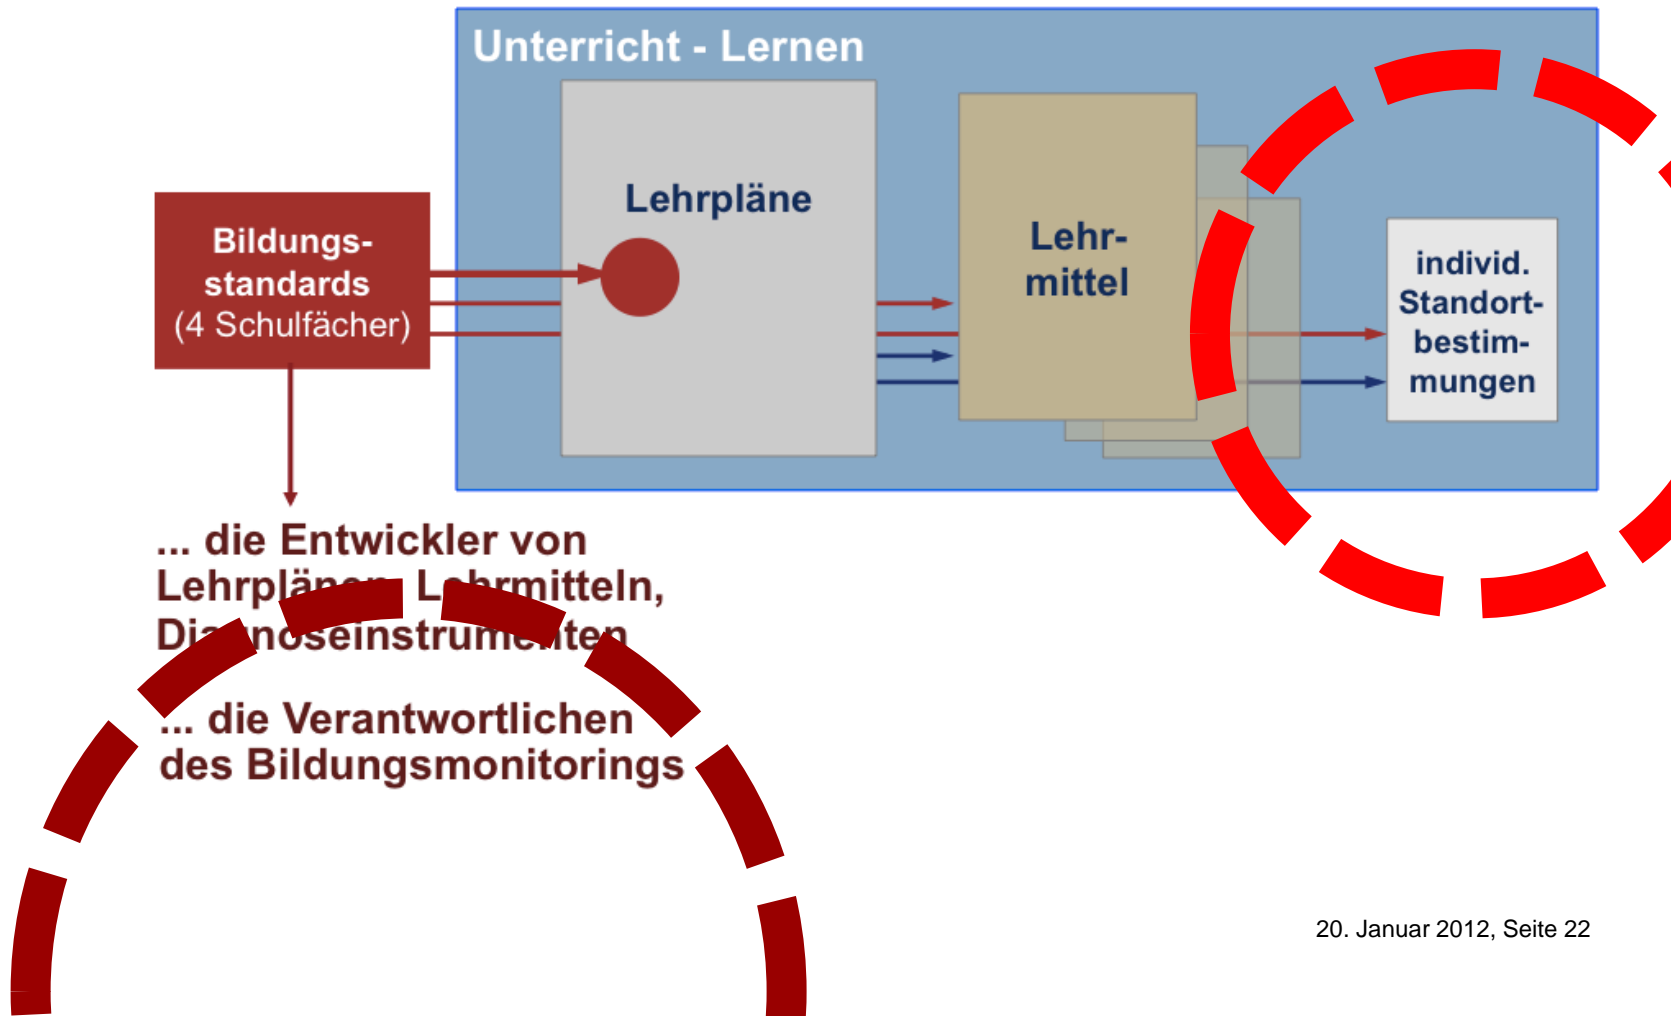 Unterricht - Lernen
Lehrpläne
Lehr-
mittel
Bildungs-
standards
(4 Schulfächer)
individ.
Standort-
bestim-
mungen
... die Entwickler von
Lehrplänen, Lehrmitteln,
Diagnoseinstrumenten
... die Verantwortlichen
des Bildungsmonitorings
20. Januar 2012, Seite 22